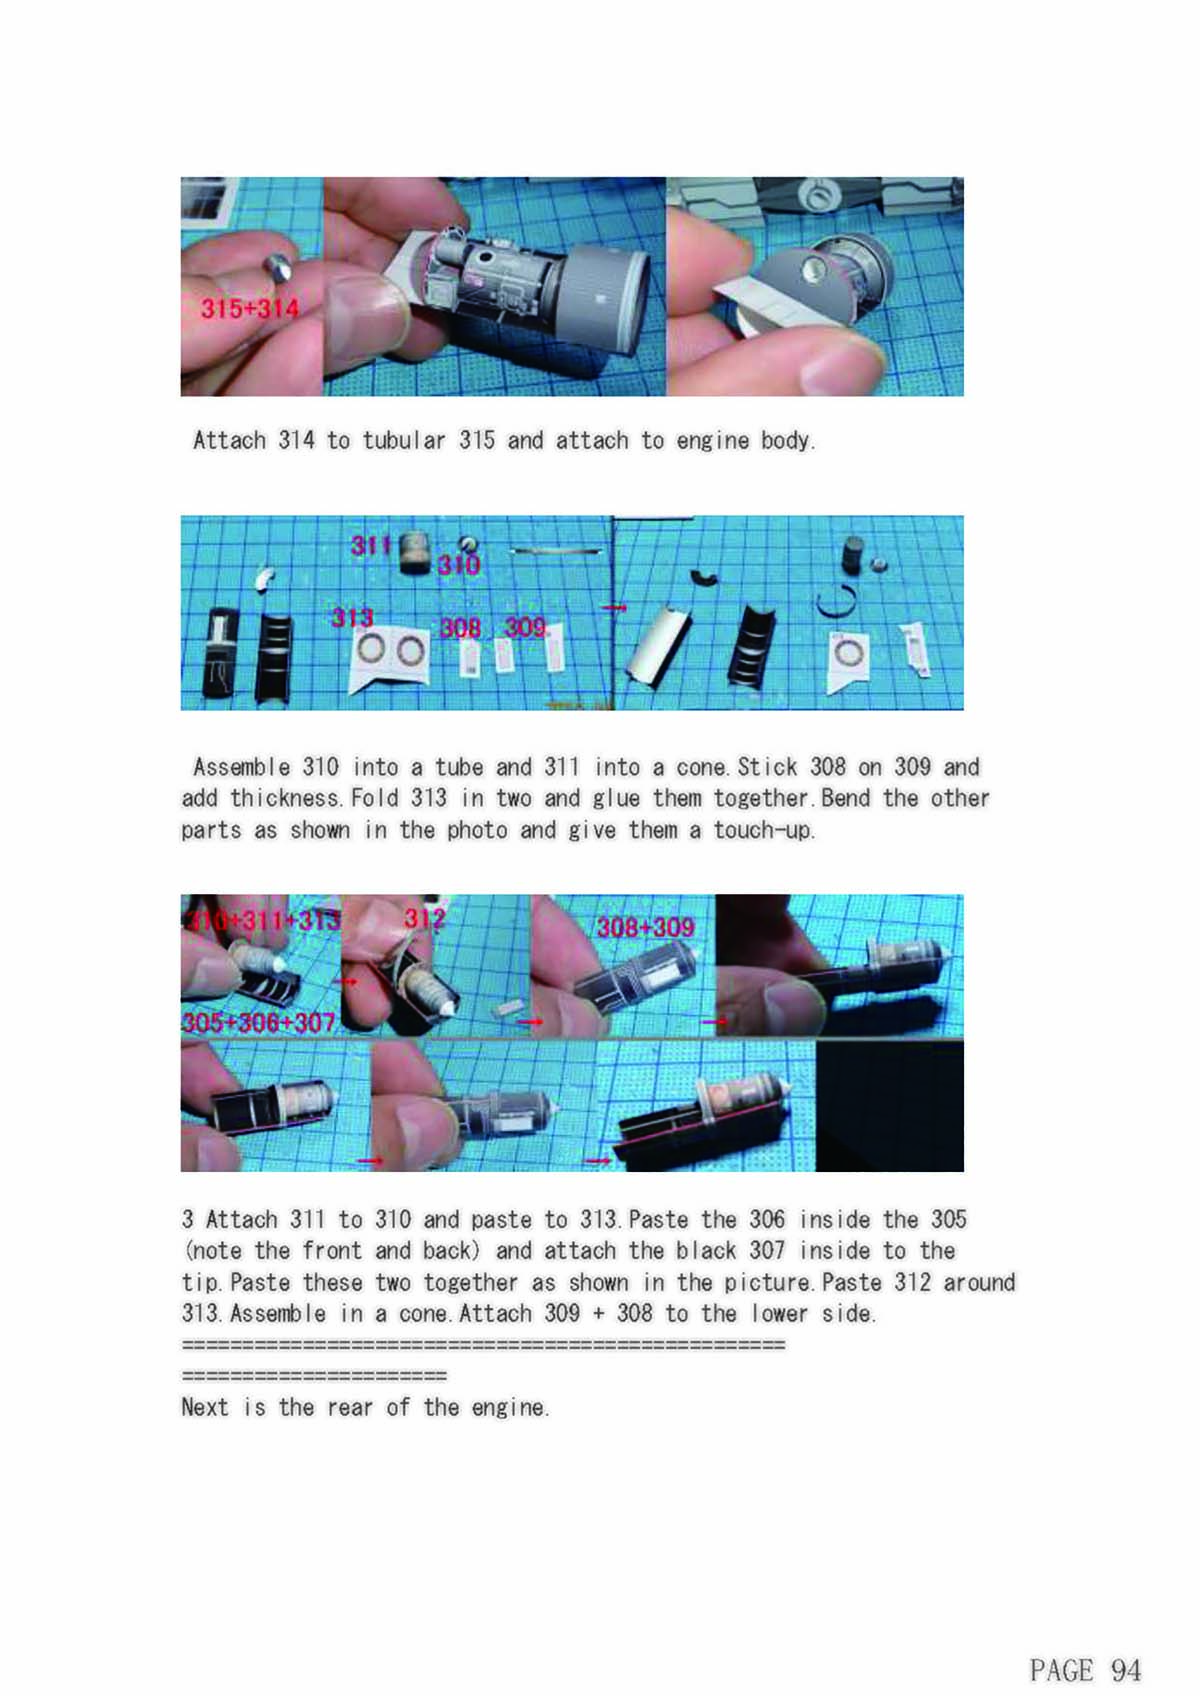 315+314
Attach 314 to tubular 315 and attach to engine body.
311
310
313
308
309
Assemble 310 into a tube and 311 into a cone.Stick 308 on 309 and
add thickness.Fold 313 in two and glue them together.Bend the other
parts as shown in the photo and give them a touch-up.
310+311+313
312
308+309
305+306+307
3 Attach 311 to 310 and paste to 313.Paste the 306 inside the 305
(note the front and back) and attach the black 307 inside to the
tip.Paste these two together as shown in the picture.Paste 312 around
313.Assemble in a cone.Attach 309 + 308 to the lower side.
==================================================
======================
Next is the rear of the engine.
PAGE 94